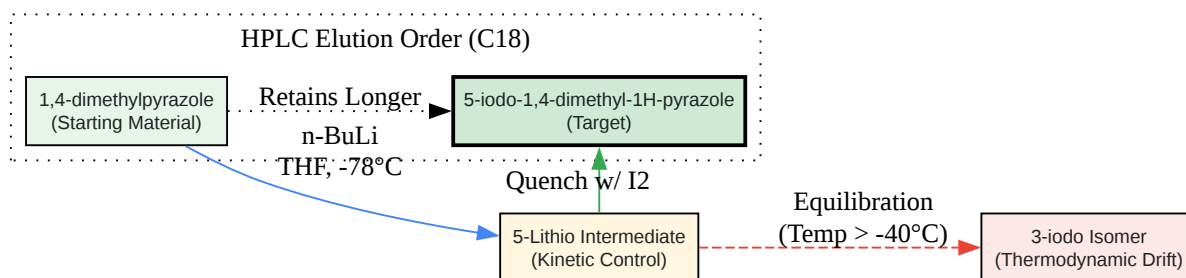 HPLC Elution Order (C18)
1,4-dimethylpyrazole
(Starting Material)
Retains Longer
5-iodo-1,4-dimethyl-1H-pyrazole
(Target)
n-BuLi
THF, -78°C
Quench w/ I2
5-Lithio Intermediate
(Kinetic Control)
Equilibration
(Temp > -40°C)
3-iodo Isomer
(Thermodynamic Drift)